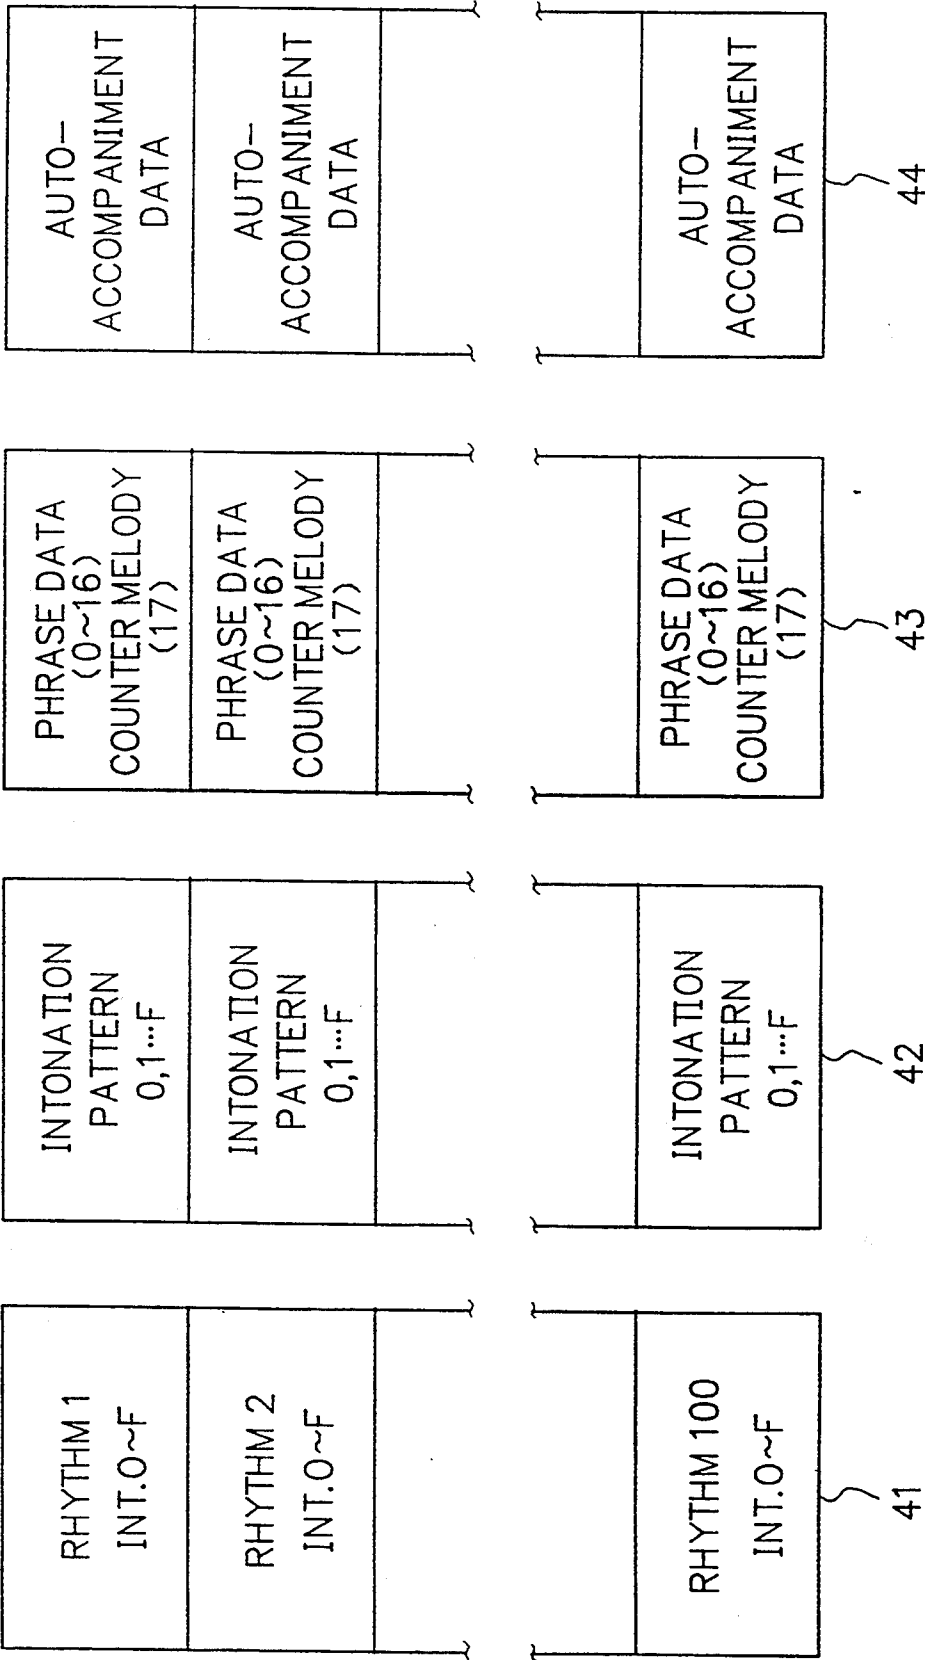 RHYTHM 1
INT.0~F
RHYTHM 2
INT.0~F
RHYTHM 100
INT.0~F
41
INTONATION
PATTERN
0,1···F
INTONATION
PATTERN
0,1···F
INTONATION
PATTERN
0,1···F
42
PHRASE DATA
(0~16)
COUNTER MELODY
(17)
PHRASE DATA
(0~16)
COUNTER MELODY
(17)
PHRASE DATA
(0~16)
COUNTER MELODY
(17)
43
AUTO-
ACCOMPANIMENT
DATA
AUTO-
ACCOMPANIMENT
DATA
AUTO-
ACCOMPANIMENT
DATA
44